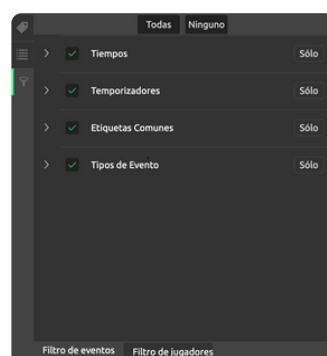 Todas Ninguno
Tiempos Sólo
Temporizadores Sólo
Etiquetas Comunes Sólo
Tipos de Evento Sólo
Filtro de eventos Filtro de jugadores